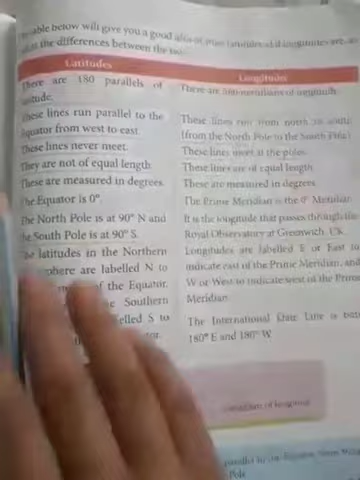 table below will give you a good idea of what latitudes and longitudes are, and
the differences between the two.
Latitudes
There are 180 parallels of
latitude.
These lines run parallel to the
Equator from west to east.
These lines never meet.
They are not of equal length.
These are measured in degrees.
The Equator is 0°.
The North Pole is at 90° N and
the South Pole is at 90° S.
The latitudes in the Northern
are labelled N to
of the Equator.
Southern
S to
Longitudes
There are 360 meridians of longitude.
These lines run from north to south
(from the North Pole to the South Pole).
These lines meet at the poles.
These lines are of equal length.
These are measured in degrees.
The Prime Meridian is the 0° Meridian.
It is the longitude that passes through the
Royal Observatory at Greenwich, UK.
Longitudes are labelled E or East to
indicate east of the Prime Meridian, and
W or West to indicate west of the Prime
Meridian.
The International Date Line is both
180° E and 180° W.
of longitude
parallel to the Equator
Pole